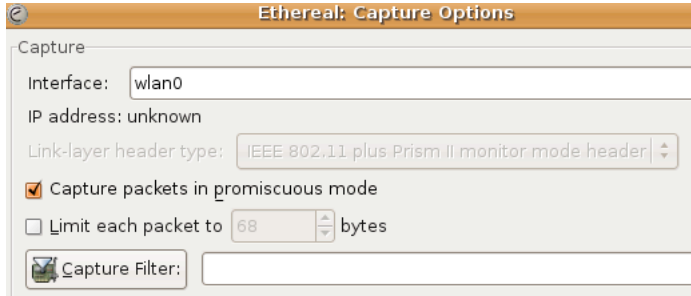 Ethereal: Capture Options
Capture
Interface: wlan0
IP address: unknown
Link-layer header type: IEEE 802.11 plus Prism II monitor mode header
Capture packets in promiscuous mode
Limit each packet to 68 bytes
Capture Filter: